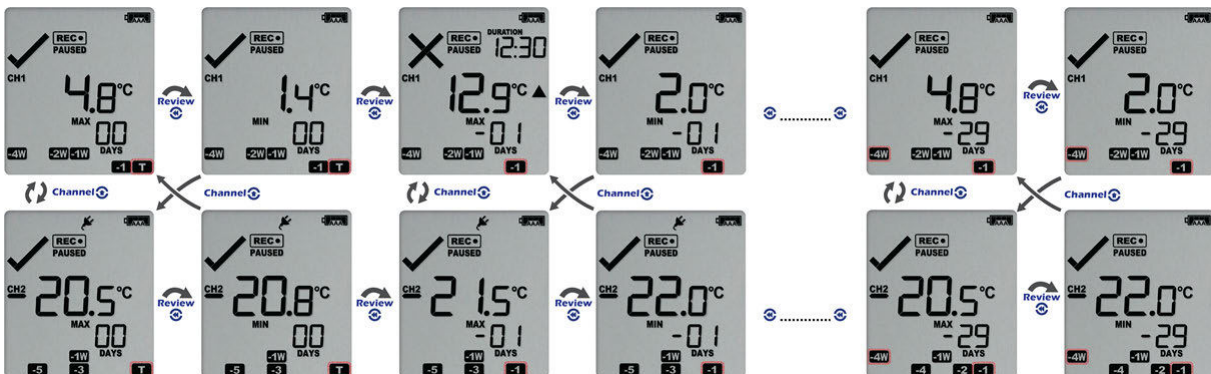 REC
PAUSED
CH1
4.8°C
MAX
00
DAYS
-4W -2W -1W
-1 T
Review
REC
PAUSED
1.4°C
MIN
00
DAYS
-4W -2W -1W
-1 T
Review
REC
PAUSED
DURATION
12:30
CH1
12.9°C
MAX
-01
DAYS
-4W -2W -1W
-1
Review
REC
PAUSED
CH1
2.0°C
MIN
-01
DAYS
-4W -2W -1W
-1
REC
PAUSED
CH1
4.8°C
MAX
-29
DAYS
-4W -2W -1W
-1
Review
REC
PAUSED
CH1
2.0°C
MIN
-29
DAYS
-4W -2W -1W
-1
Channel
Channel
Channel
Channel
Channel
Channel
REC
PAUSED
CH2
20.5°C
MAX
00
DAYS
-1W
-5 -3 T
Review
REC
PAUSED
CH2
20.8°C
MIN
00
DAYS
-1W
-5 -3 T
Review
REC
PAUSED
CH2
21.5°C
MAX
-01
DAYS
-1W
-5 -3 -1
Review
REC
PAUSED
CH2
22.0°C
MIN
-01
DAYS
-1W
-5 -3 -1
REC
PAUSED
CH2
20.5°C
MAX
-29
DAYS
-4W -1W
-4 -2 -1
Review
REC
PAUSED
CH2
22.0°C
MIN
-29
DAYS
-4W -1W
-4 -2 -1